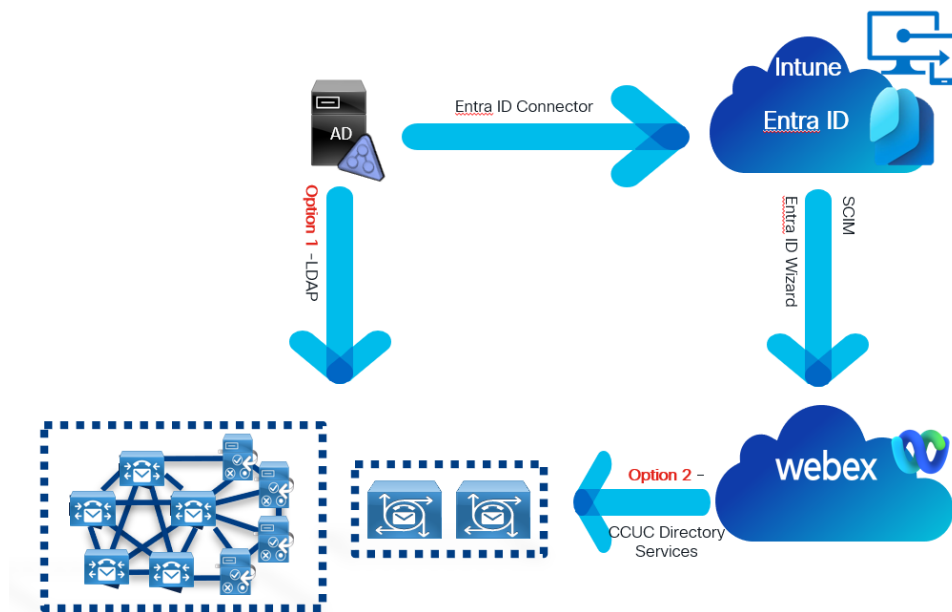 Intune
Entra ID
Entra ID Connector
AD
Option 1 -LDAP
SCIM
Entra ID Wizard
webex
Option 2 -
CCUC Directory
Services